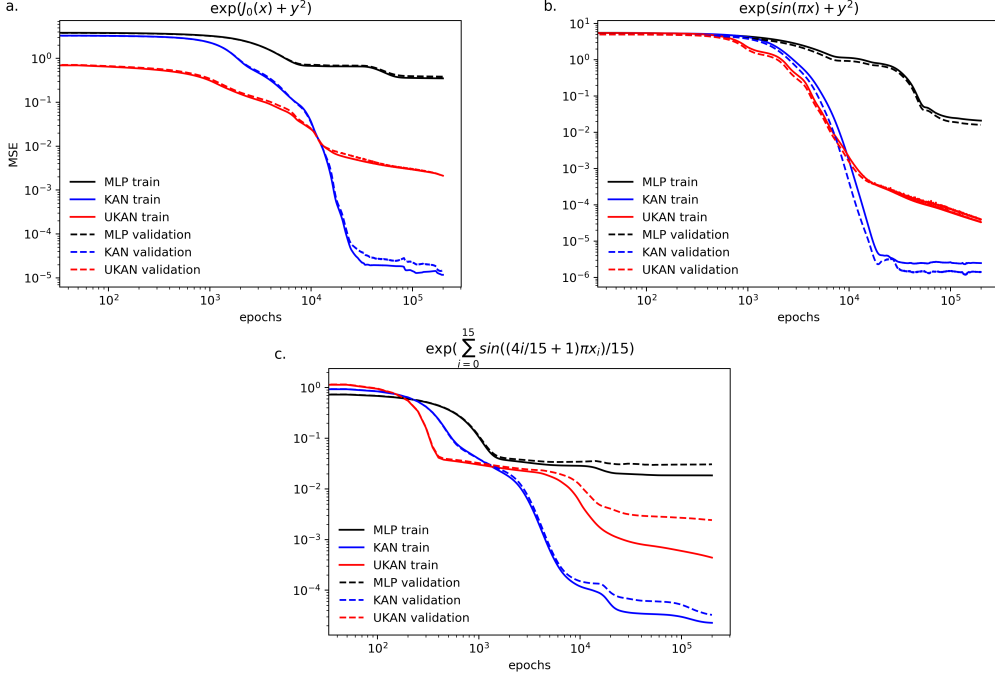 a.
exp(J₀(x) + y²)
MSE
10⁰
10⁻¹
10⁻²
10⁻³
10⁻⁴
10⁻⁵
MLP train
KAN train
UKAN train
MLP validation
KAN validation
UKAN validation
10² 10³ 10⁴ 10⁵
epochs
b.
exp(sin(πx) + y²)
10¹
10⁰
10⁻¹
10⁻²
10⁻³
10⁻⁴
10⁻⁵
10⁻⁶
MLP train
KAN train
UKAN train
MLP validation
KAN validation
UKAN validation
10² 10³ 10⁴ 10⁵
epochs
c.
15
exp( ∑ sin((4i/15 + 1)πxᵢ)/15)
i = 0
10⁰
10⁻¹
10⁻²
10⁻³
10⁻⁴
MLP train
KAN train
UKAN train
MLP validation
KAN validation
UKAN validation
10² 10³ 10⁴ 10⁵
epochs